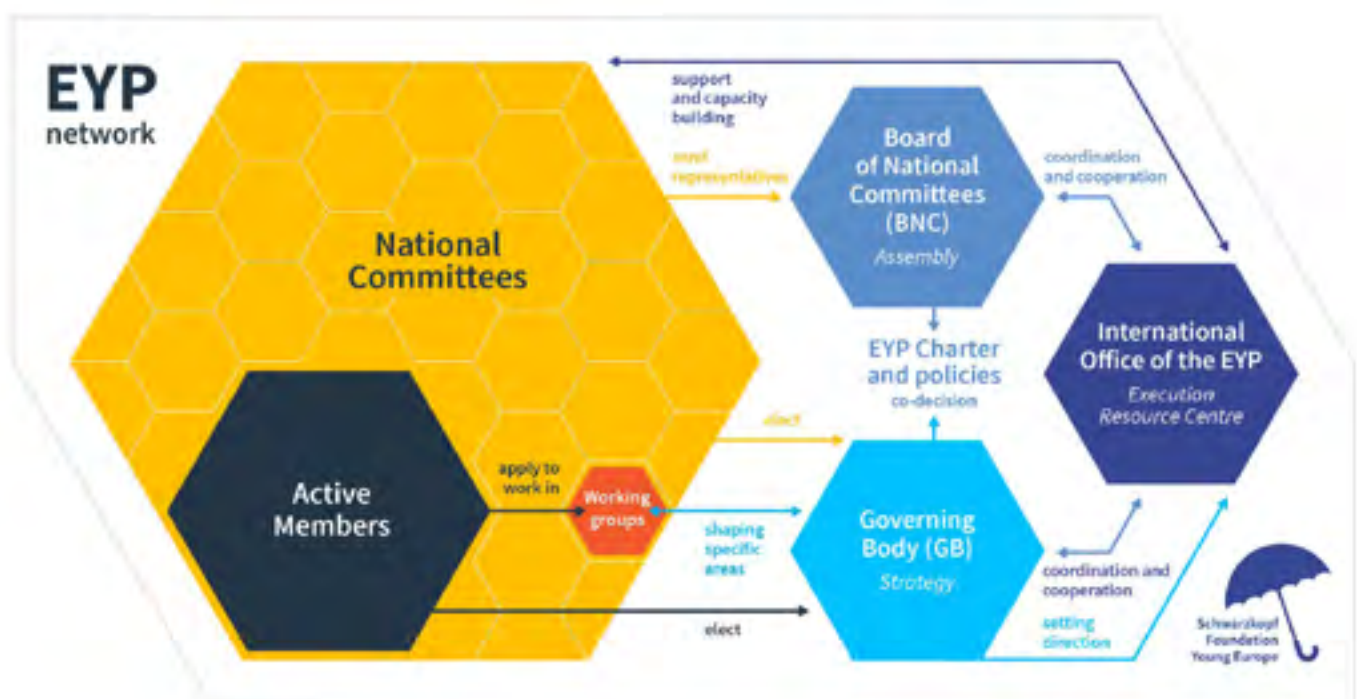 EYP
network
support
and capacity
building
Board
of National
Committees
(BNC)
Assembly
coordination
and cooperation
representatives
National
Committees
International
Office of the EYP
Execution
Resource Centre
EYP Charter
and policies
co-decision
elect
apply to
work in
Working
groups
Active
Members
shaping
specific
areas
Governing
Body (GB)
Strategy
coordination and
cooperation
elect
setting
direction
Schwarzkopf
Foundation
Young Europe